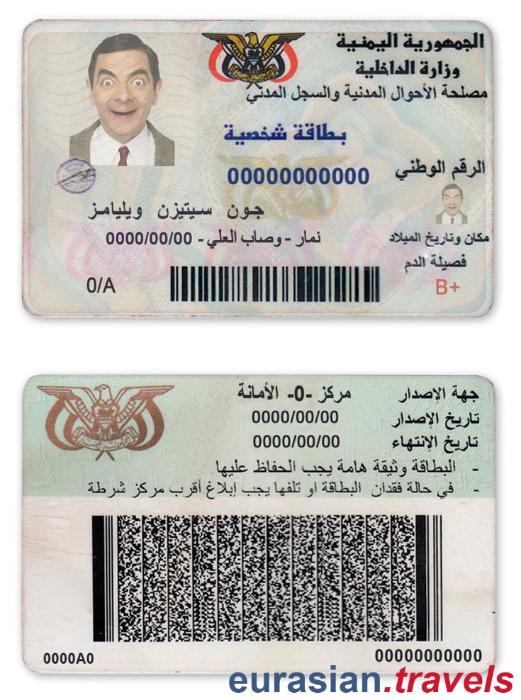 الجمهورية اليمنية
وزارة الداخلية
مصلحة الأحوال المدنية والسجل المدني
بطاقة شخصية
الرقم الوطني 00000000000
جون سيتيزن ويليامز
مكان وتاريخ الميلاد نمار - وصاب العلي - 0000/00/00
فصيلة الدم
B+
0/A
جهة الإصدار مركز -0- الأمانة
تاريخ الإصدار 0000/00/00
تاريخ الإنتهاء 0000/00/00
- البطاقة وثيقة هامة يجب الحفاظ عليها
- في حالة فقدان البطاقة او تلفها يجب إبلاغ أقرب مركز شرطة
0000A0 00000000000
eurasian.travels